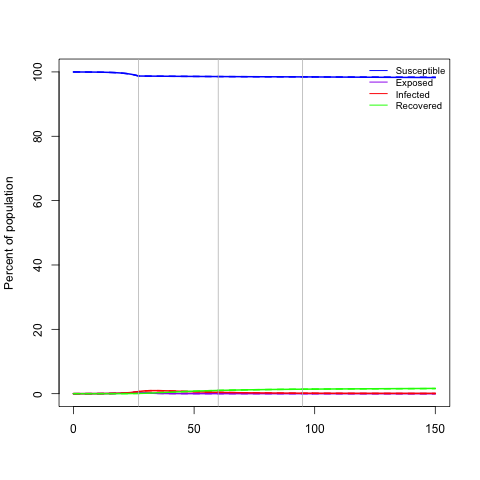 Susceptible
Exposed
Infected
Recovered
Percent of population
100
80
60
40
20
0
0 50 100 150